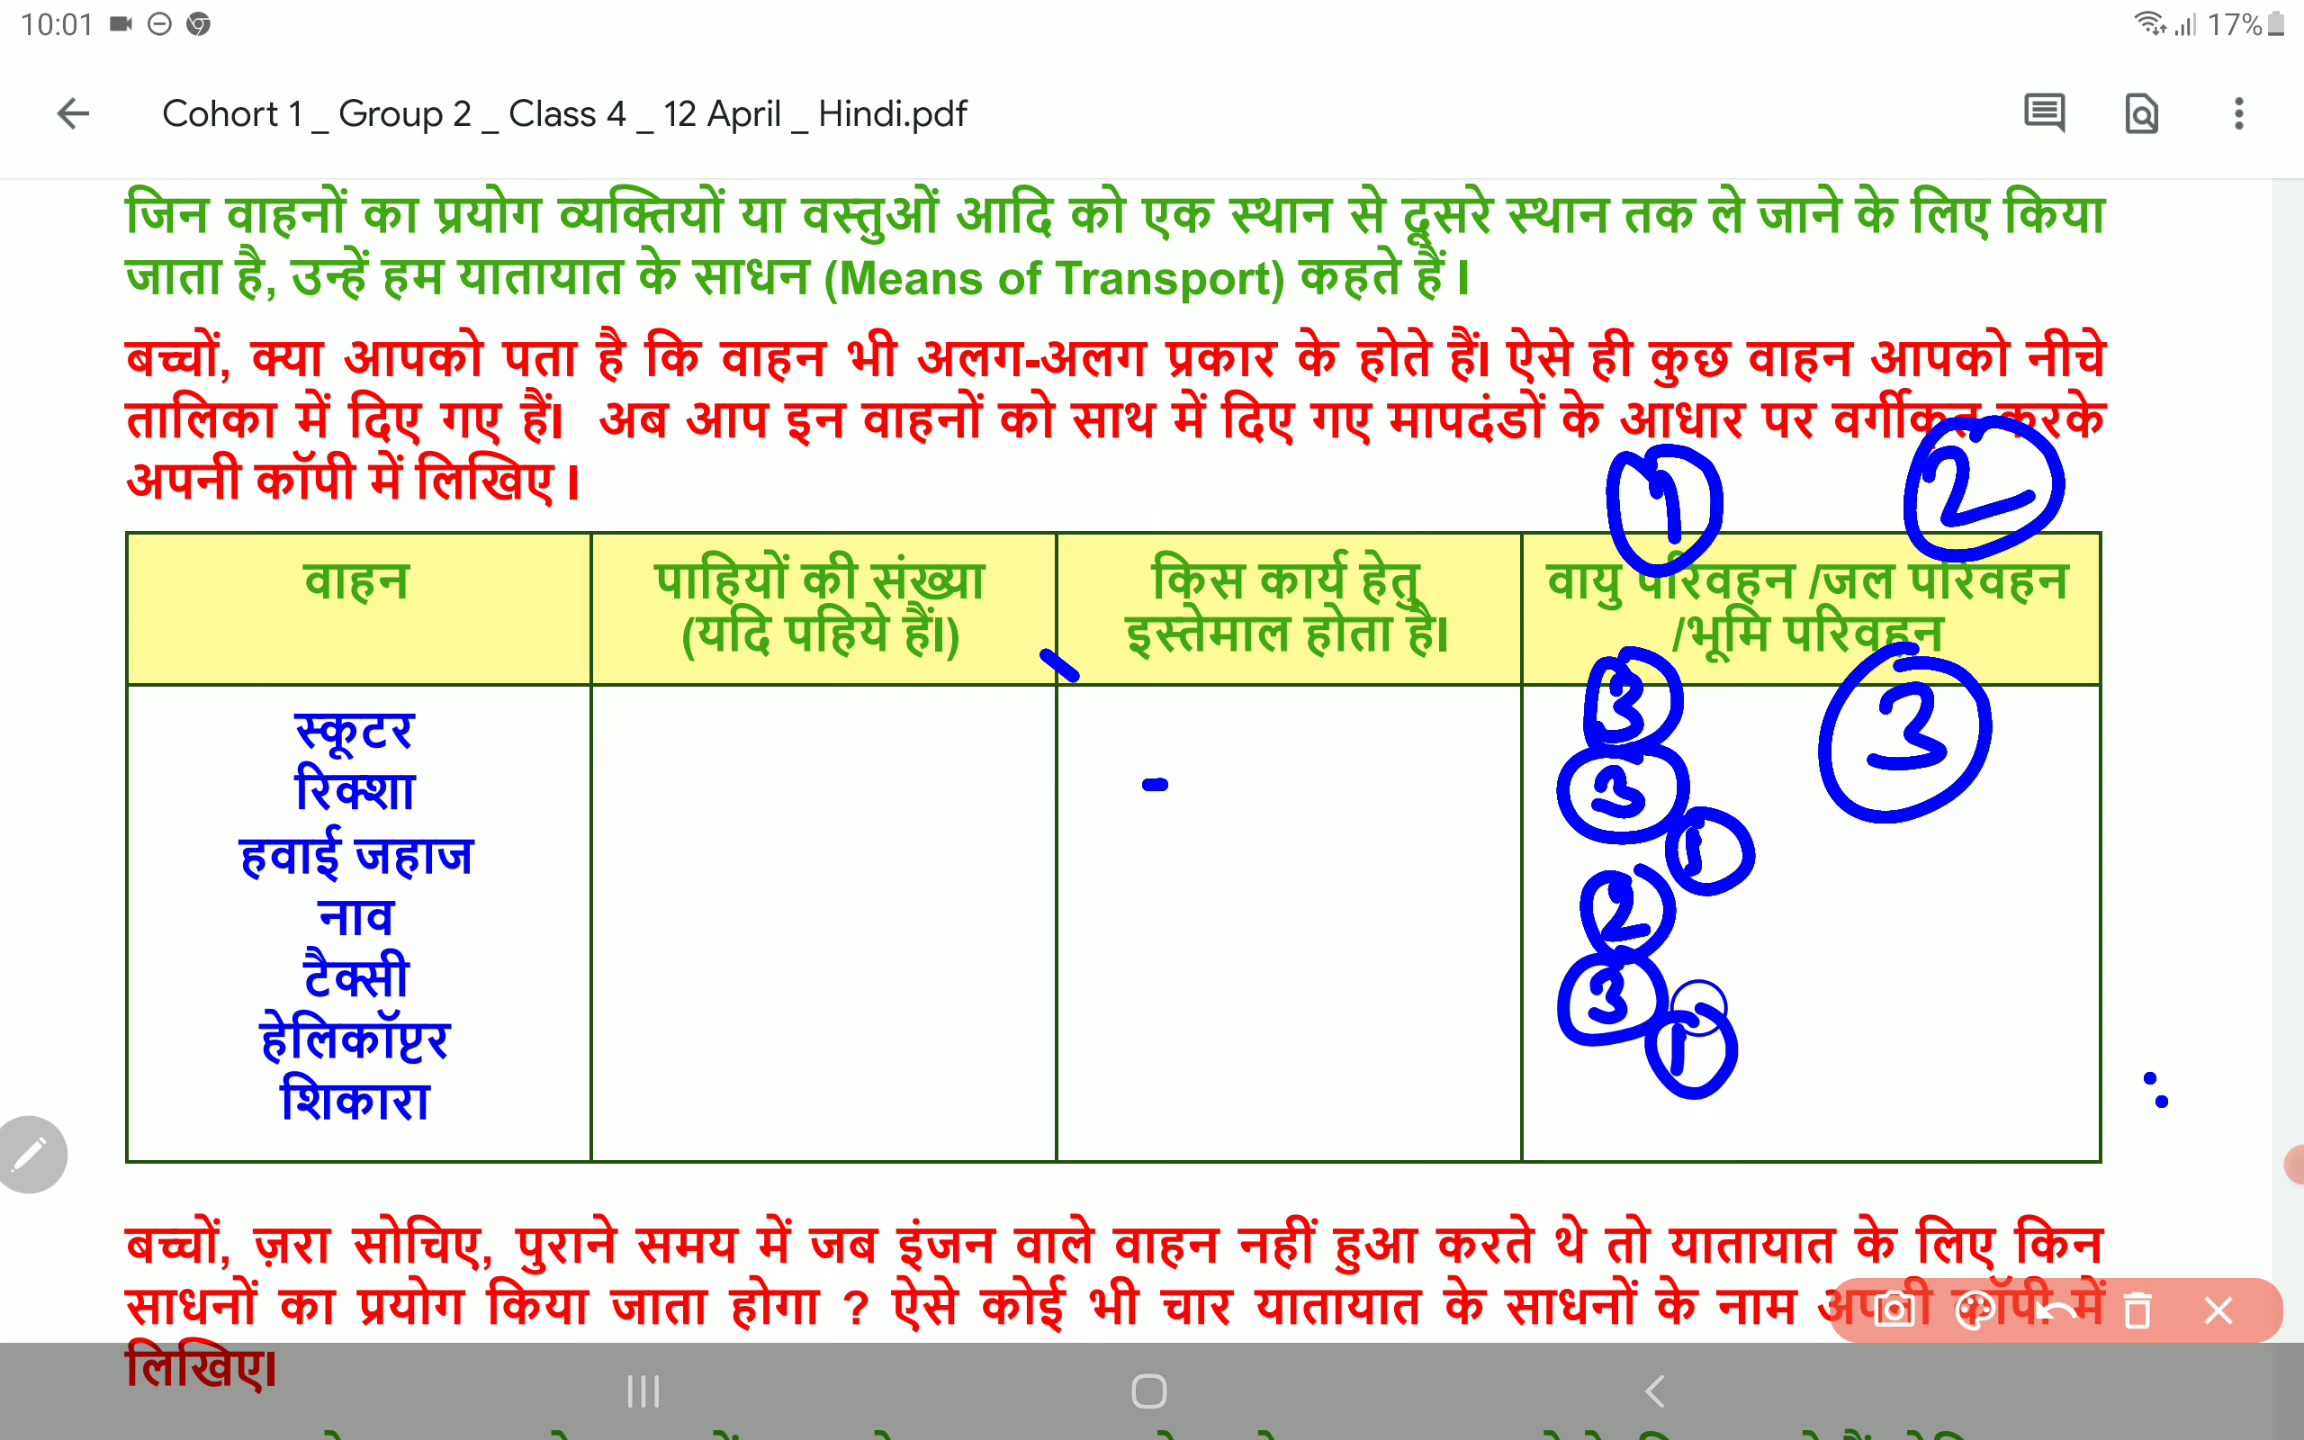 10:01 17%
Cohort 1 _ Group 2 _ Class 4 _ 12 April _ Hindi.pdf
जिन वाहनों का प्रयोग व्यक्तियों या वस्तुओं आदि को एक स्थान से दूसरे स्थान तक ले जाने के लिए किया
जाता है, उन्हें हम यातायात के साधन (Means of Transport) कहते हैं ।
बच्चों, क्या आपको पता है कि वाहन भी अलग-अलग प्रकार के होते हैं। ऐसे ही कुछ वाहन आपको नीचे
तालिका में दिए गए हैं। अब आप इन वाहनों को साथ में दिए गए मापदंडों के आधार पर वर्गीकृत करके
अपनी कॉपी में लिखिए ।
1 2
वाहन पाहियों की संख्या किस कार्य हेतु वायु परिवहन /जल परिवहन
(यदि पहिये हैं।) इस्तेमाल होता है। /भूमि परिवहन
3
स्कूटर 3
रिक्शा - 3
हवाई जहाज 1
नाव 2
टैक्सी 3
हेलिकॉप्टर 1
शिकारा
बच्चों, ज़रा सोचिए, पुराने समय में जब इंजन वाले वाहन नहीं हुआ करते थे तो यातायात के लिए किन
साधनों का प्रयोग किया जाता होगा ? ऐसे कोई भी चार यातायात के साधनों के नाम अपनी कॉपी में
लिखिए।